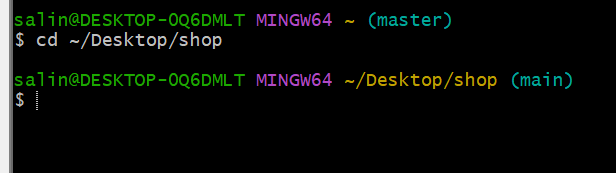 salin@DESKTOP-OQ6DMLT MINGW64 ~ (master)
$ cd ~/Desktop/shop
salin@DESKTOP-OQ6DMLT MINGW64 ~/Desktop/shop (main)
$